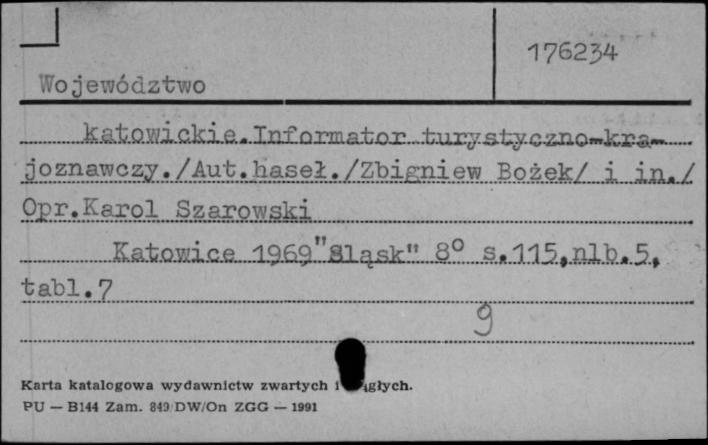 176234
Województwo
katowickie.Informator turystyczno-kra-
joznawczy./Aut.haseł./Zbigniew Bożek/ i in./
Opr.Karol Szarowski
Katowice 1969"Śląsk" 8° s.115,nlb.5,
tabl.7
9
Karta katalogowa wydawnictw zwartych i
PU — B144 Zam. 849/DW/On ZGG — 1991